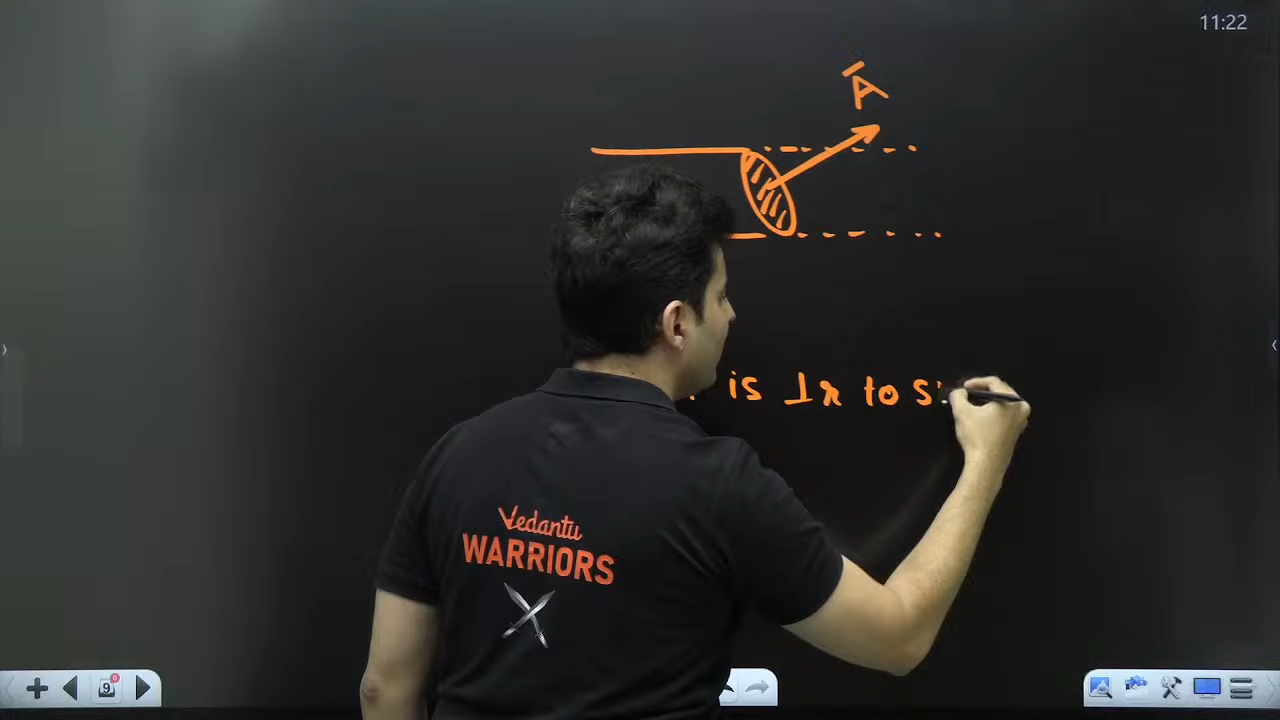 11:22
Ā
is ⊥r to s
Vedantu
WARRIORS
9